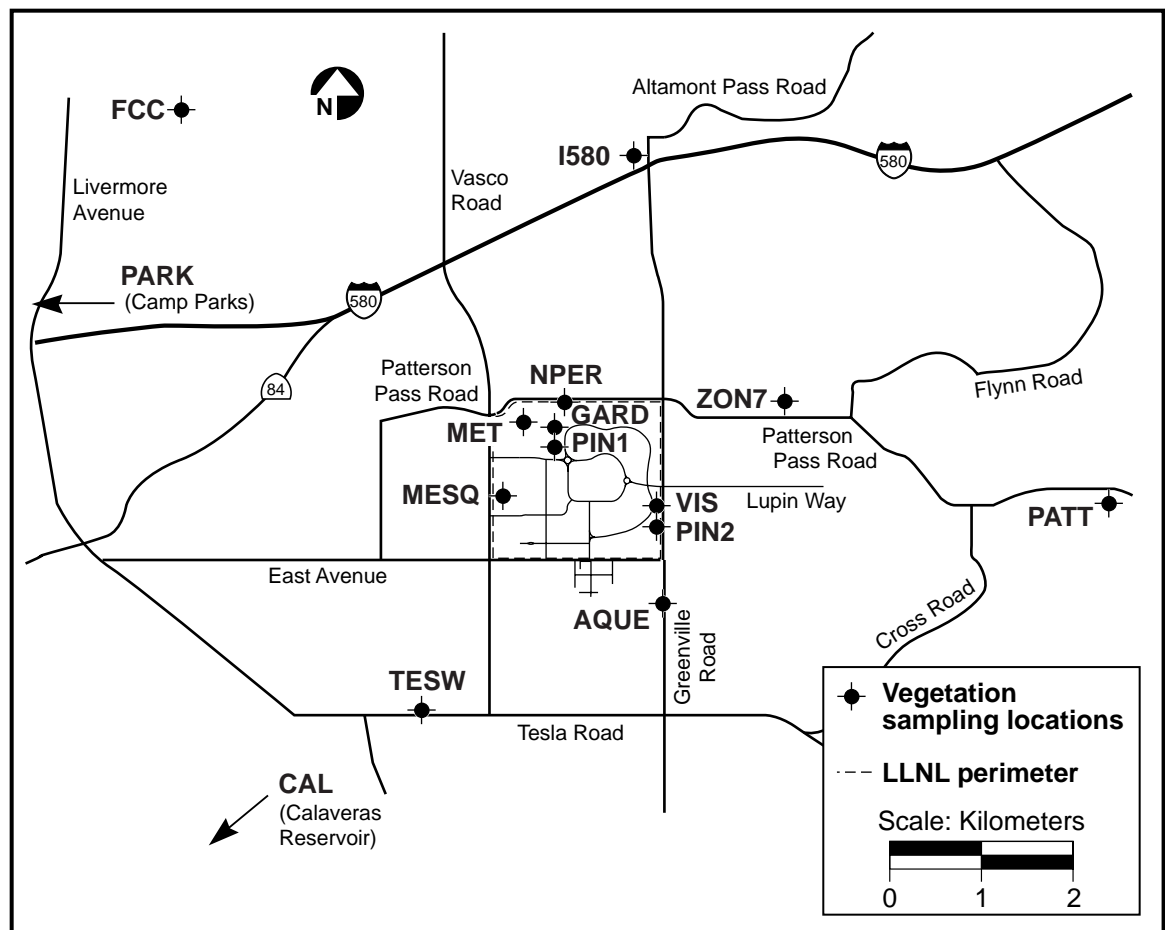 Altamont Pass Road
FCC
N
I580
580
Livermore
Avenue
Vasco
Road
PARK
(Camp Parks)
580
84
Patterson
Pass Road
NPER
ZON7
Flynn Road
MET
GARD
PIN1
Patterson
Pass Road
MESQ
VIS
Lupin Way
PIN2
PATT
East Avenue
AQUE
Greenville
Road
Cross Road
TESW
Tesla Road
CAL
(Calaveras
Reservoir)
Vegetation
sampling locations
LLNL perimeter
Scale: Kilometers
0 1 2